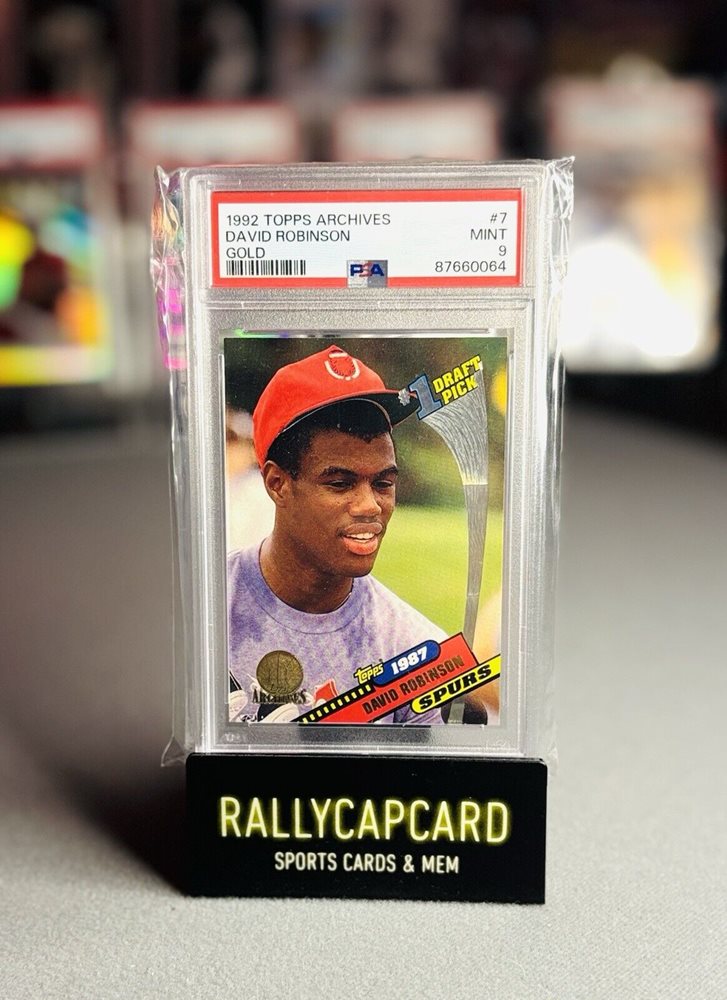 1992 TOPPS ARCHIVES #7
DAVID ROBINSON MINT
GOLD 9
PSA 87660064
#1 DRAFT
PICK
Topps 1987
DAVID ROBINSON
SPURS
ARCHIVES
RALLYCAPCARD
SPORTS CARDS & MEM